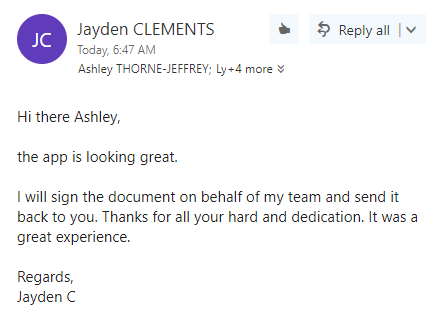 JC
Jayden CLEMENTS
Reply all
Today, 6:47 AM
Ashley THORNE-JEFFREY; Ly+4 more
Hi there Ashley,
the app is looking great.
I will sign the document on behalf of my team and send it
back to you. Thanks for all your hard and dedication. It was a
great experience.
Regards,
Jayden C